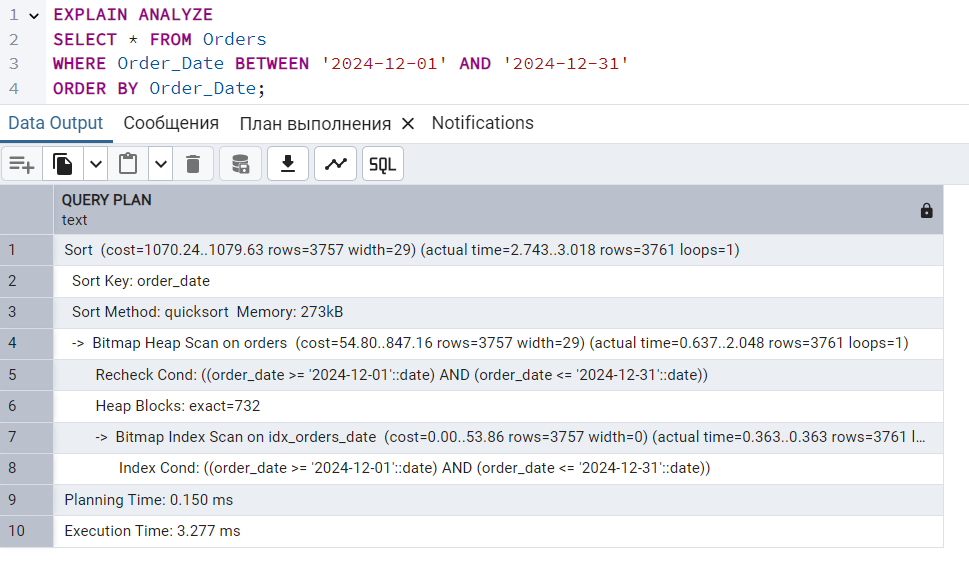 1 EXPLAIN ANALYZE
2 SELECT * FROM Orders
3 WHERE Order_Date BETWEEN '2024-12-01' AND '2024-12-31'
4 ORDER BY Order_Date;
Data Output Сообщения План выполнения Notifications
SQL
QUERY PLAN
text
1 Sort (cost=1070.24..1079.63 rows=3757 width=29) (actual time=2.743..3.018 rows=3761 loops=1)
2 Sort Key: order_date
3 Sort Method: quicksort Memory: 273kB
4 -> Bitmap Heap Scan on orders (cost=54.80..847.16 rows=3757 width=29) (actual time=0.637..2.048 rows=3761 loops=1)
5 Recheck Cond: ((order_date >= '2024-12-01'::date) AND (order_date <= '2024-12-31'::date))
6 Heap Blocks: exact=732
7 -> Bitmap Index Scan on idx_orders_date (cost=0.00..53.86 rows=3757 width=0) (actual time=0.363..0.363 rows=3761 l...
8 Index Cond: ((order_date >= '2024-12-01'::date) AND (order_date <= '2024-12-31'::date))
9 Planning Time: 0.150 ms
10 Execution Time: 3.277 ms